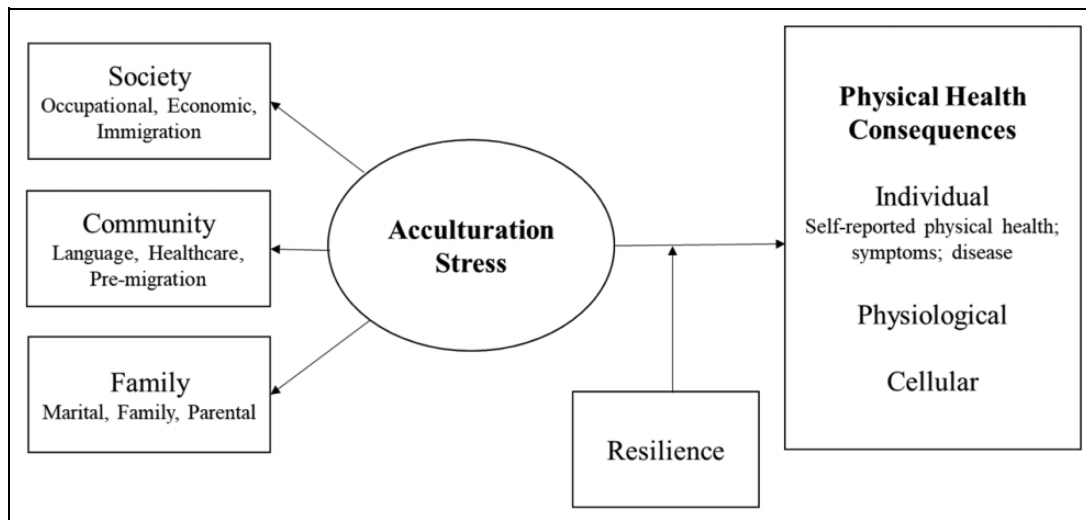 Society
Occupational, Economic,
Immigration
Community
Language, Healthcare,
Pre-migration
Family
Marital, Family, Parental
Acculturation
Stress
Resilience
Physical Health
Consequences
Individual
Self-reported physical health;
symptoms; disease
Physiological
Cellular